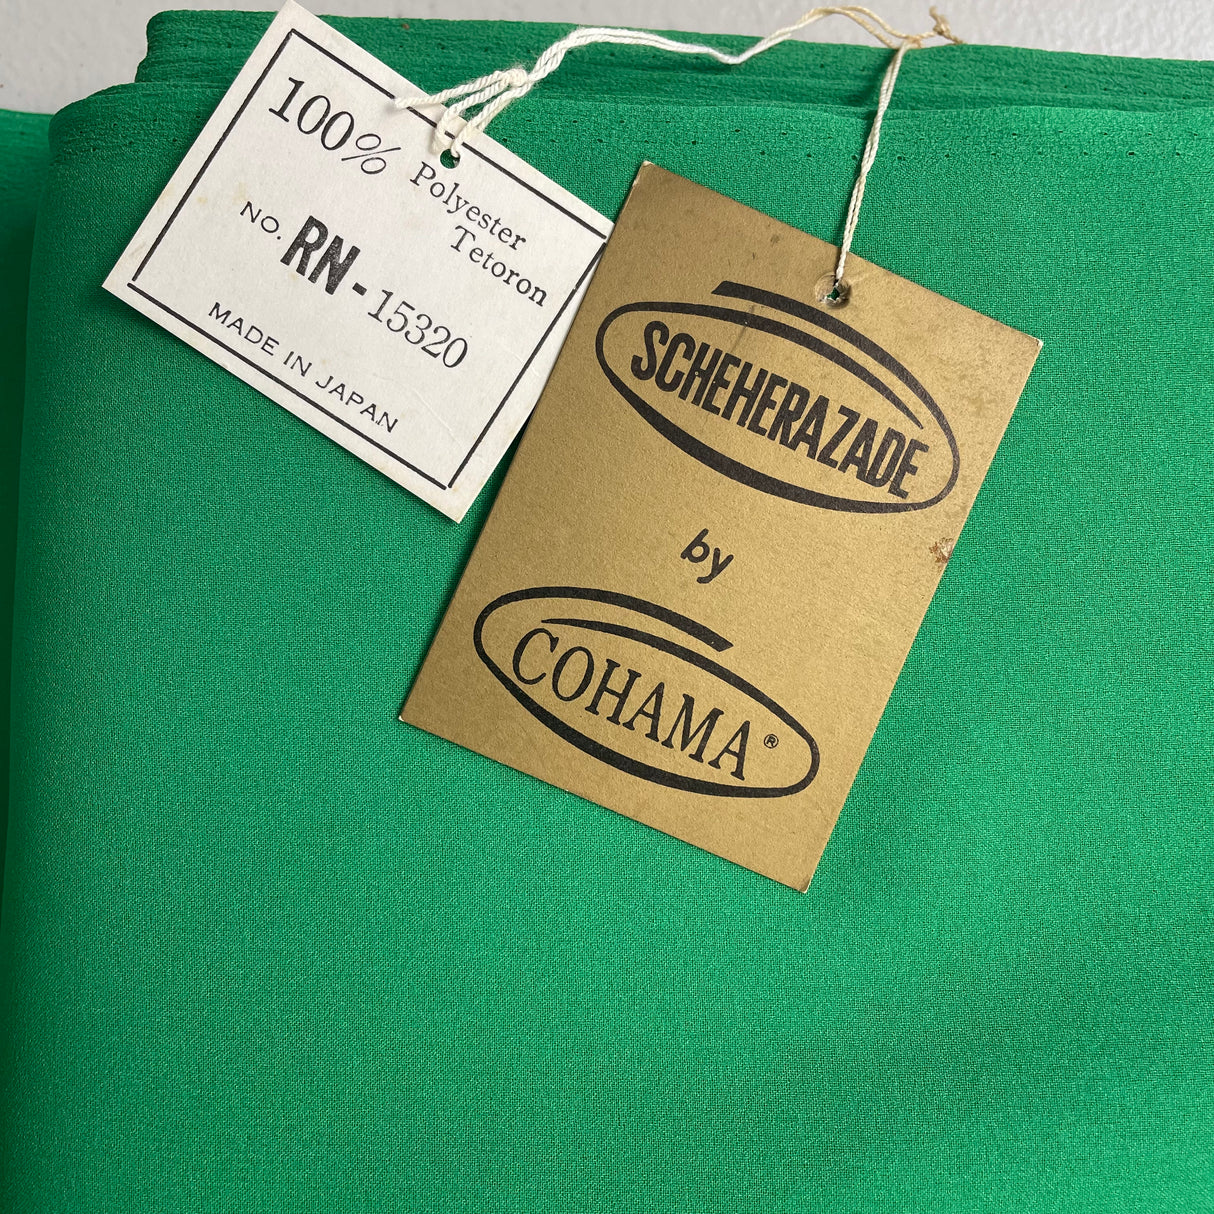 100% Polyester
Tetoron
NO. RN-15320
MADE IN JAPAN
SCHEHERAZADE
by
COHAMA®